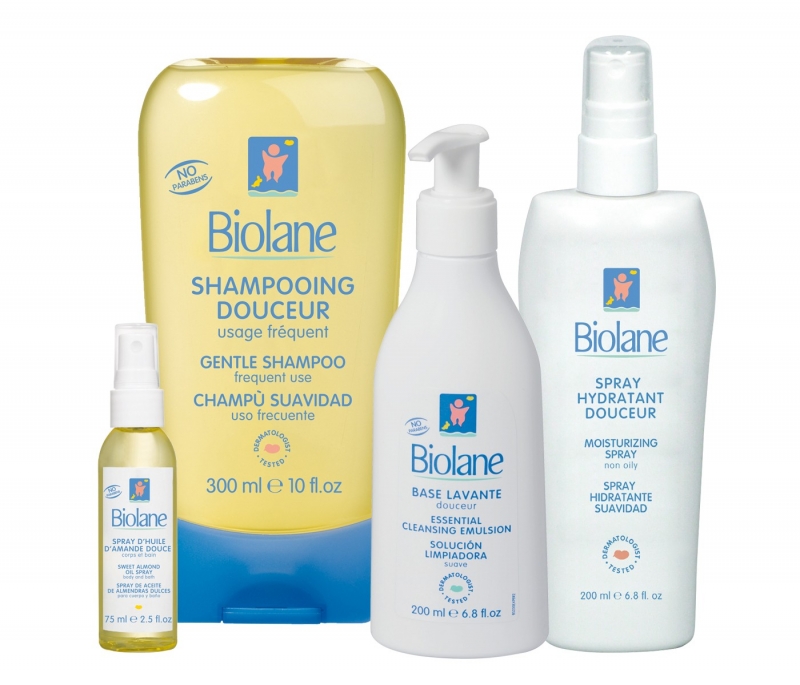 NO
PARABENS
Biolane
SHAMPOOING
DOUCEUR
usage fréquent
GENTLE SHAMPOO
frequent use
CHAMPÙ SUAVIDAD
uso frecuente
DERMATOLOGIST
TESTED
300 ml e 10 fl.oz
NO
PARABENS
Biolane
SPRAY D'HUILE
D'AMANDE DOUCE
corps et bain
SWEET ALMOND
OIL SPRAY
body and bath
SPRAY DE ACEITE
DE ALMENDRAS DULCES
para cuerpo y baño
75 ml e 2.5 fl.oz
NO
PARABENS
Biolane
BASE LAVANTE
douceur
ESSENTIAL
CLEANSING EMULSION
SOLUCIÓN
LIMPIADORA
suave
DERMATOLOGIST
TESTED
200 ml e 6.8 fl.oz
Biolane
SPRAY
HYDRATANT
DOUCEUR
MOISTURIZING
SPRAY
non oily
SPRAY
HIDRATANTE
SUAVIDAD
DERMATOLOGIST
TESTED
200 ml e 6.8 fl. oz